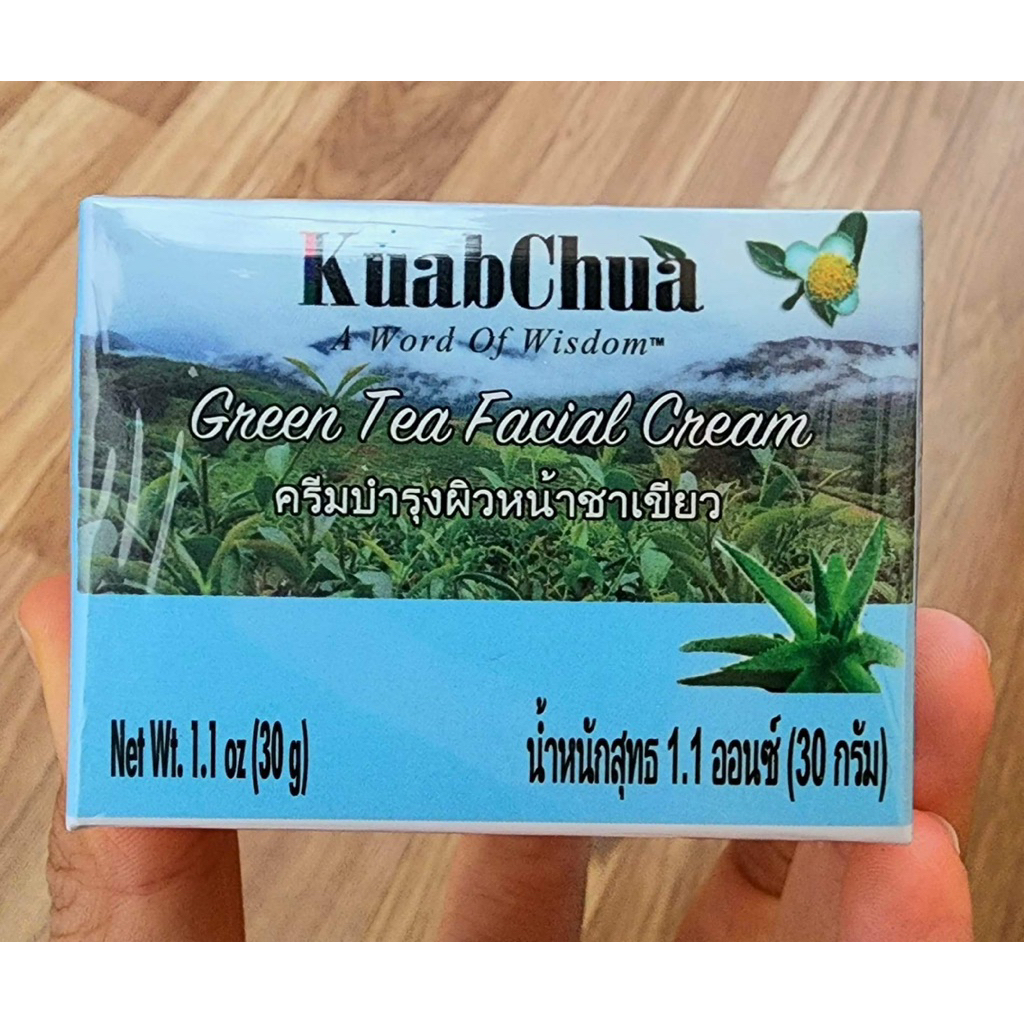 KuabChua
A Word Of Wisdom™
Green Tea Facial Cream
ครีมบำรุงผิวหน้าชาเขียว
Net Wt. 1.1 oz (30 g)
น้ำหนักสุทธ 1.1 ออนซ์ (30 กรัม)